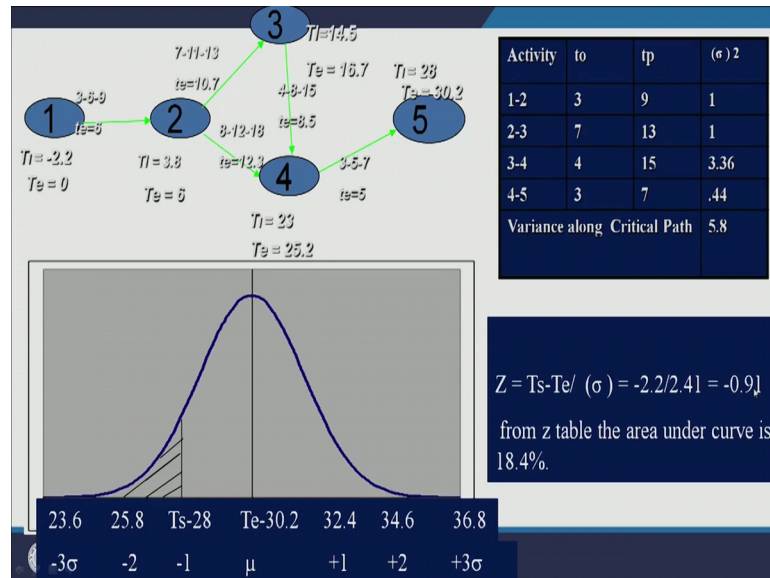 3
Tl=14.5
Te = 16.7
7-11-13
te=10.7
4-8-15
te=8.5
Tl = 28
Te = 30.2
5
3-6-9
1
te=6
2
8-12-18
te=12.3
4
3-5-7
te=5
Tl = -2.2
Te = 0
Tl = 3.8
Te = 6
Tl = 23
Te = 25.2
Activity to tp (σ) 2
1-2 3 9 1
2-3 7 13 1
3-4 4 15 3.36
4-5 3 7 .44
Variance along Critical Path 5.8
Z = Ts-Te/ (σ) = -2.2/2.41 = -0.91
from z table the area under curve is
18.4%.
23.6 25.8 Ts-28 Te-30.2 32.4 34.6 36.8
-3σ -2 -1 μ +1 +2 +3σ